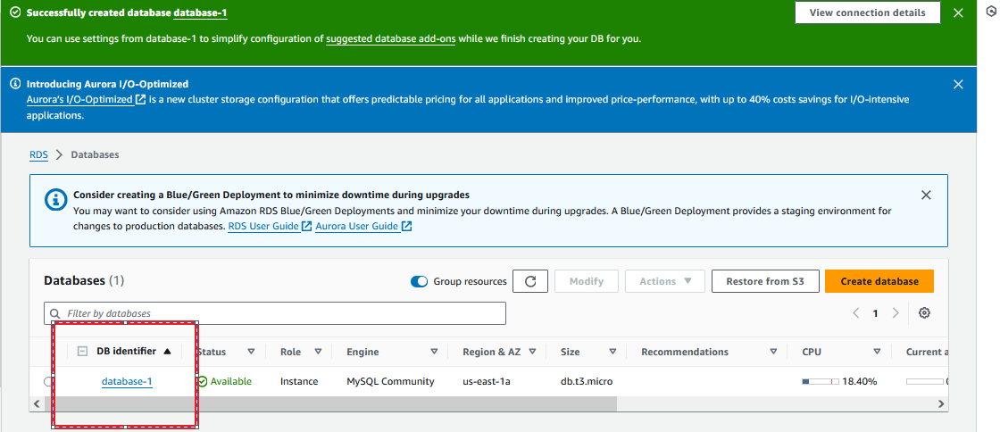 Successfully created database database-1
View connection details
You can use settings from database-1 to simplify configuration of suggested database add-ons while we finish creating your DB for you.
Introducing Aurora I/O-Optimized
Aurora's I/O-Optimized is a new cluster storage configuration that offers predictable pricing for all applications and improved price-performance, with up to 40% costs savings for I/O-intensive
applications.
RDS > Databases
Consider creating a Blue/Green Deployment to minimize downtime during upgrades
You may want to consider using Amazon RDS Blue/Green Deployments and minimize your downtime during upgrades. A Blue/Green Deployment provides a staging environment for
changes to production databases. RDS User Guide Aurora User Guide
Databases (1) Group resources Modify Actions Restore from S3 Create database
Filter by databases 1
DB identifier Status Role Engine Region & AZ Size Recommendations CPU Current a
database-1 Available Instance MySQL Community us-east-1a db.t3.micro 18.40%